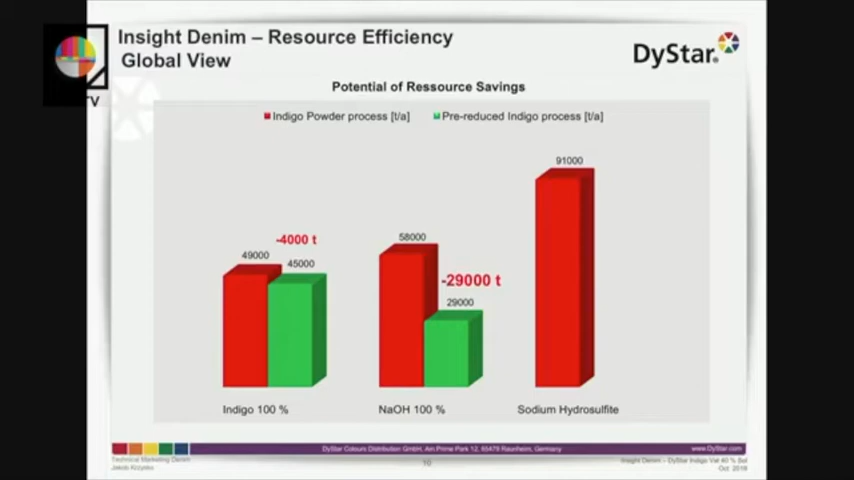 Insight Denim – Resource Efficiency
Global View
DyStar.
TV
Potential of Ressource Savings
Indigo Powder process [t/a]
Pre-reduced Indigo process [t/a]
91000
58000
-4000 t
49000
45000
-29000 t
29000
Indigo 100 %
NaOH 100 %
Sodium Hydrosulfite
DyStar Colours Distribution GmbH, Am Prime Park 12, 65479 Raunheim, Germany
www.DyStar.com
Technical Marketing Denim
Jakob Krzynko
10
Insight Denim – DyStar Indigo Vat 40 % Sol
Oct. 2018